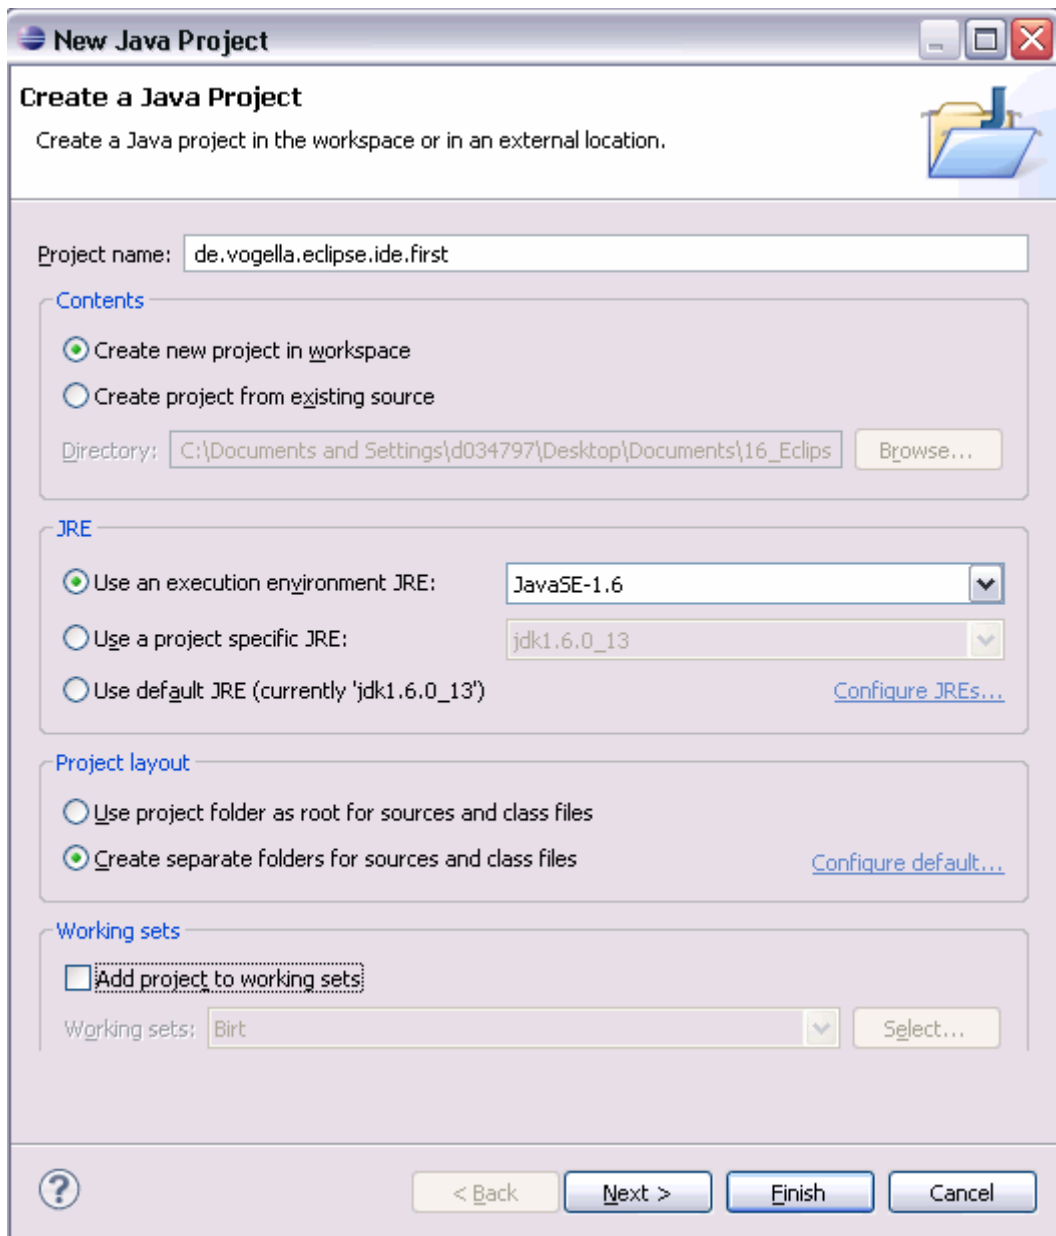 New Java Project
Create a Java Project
Create a Java project in the workspace or in an external location.
Project name: de.vogella.eclipse.ide.first
Contents
Create new project in workspace
Create project from existing source
Directory: C:\Documents and Settings\d034797\Desktop\Documents\16_Eclips Browse...
JRE
Use an execution environment JRE: JavaSE-1.6
Use a project specific JRE: jdk1.6.0_13
Use default JRE (currently 'jdk1.6.0_13') Configure JREs...
Project layout
Use project folder as root for sources and class files
Create separate folders for sources and class files Configure default...
Working sets
Add project to working sets
Working sets: Birt Select...
? < Back Next > Finish Cancel